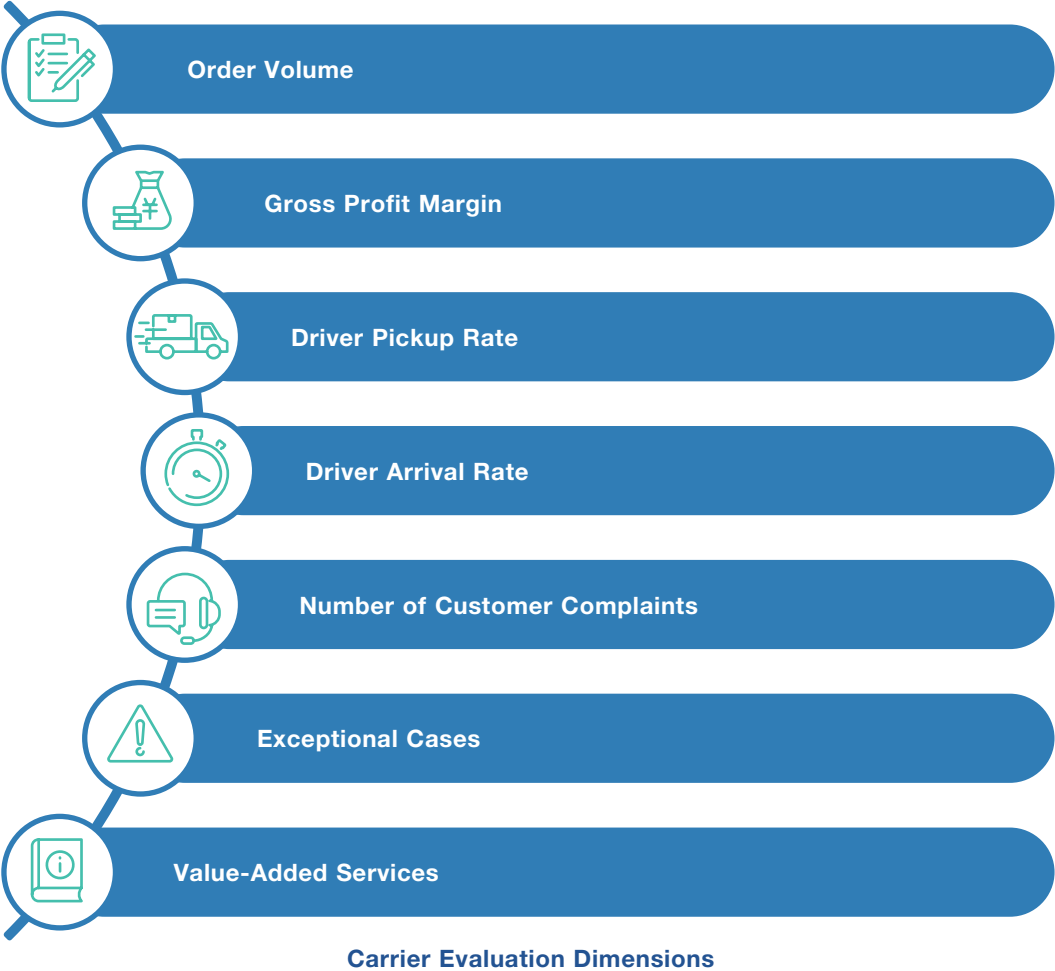 Order Volume
¥
Gross Profit Margin
Driver Pickup Rate
Driver Arrival Rate
Number of Customer Complaints
Exceptional Cases
Value-Added Services
Carrier Evaluation Dimensions